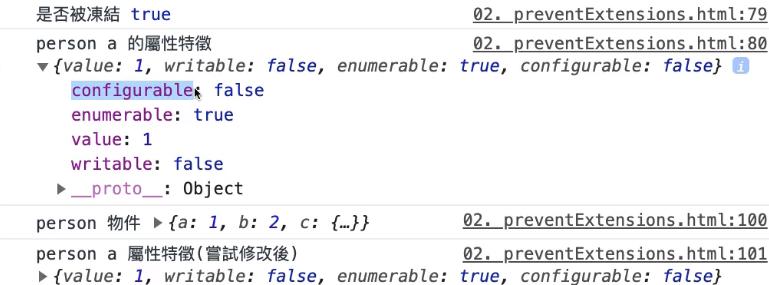 是否被凍結 true 02. preventExtensions.html:79
person a 的屬性特徵 02. preventExtensions.html:80
{value: 1, writable: false, enumerable: true, configurable: false} i
configurable: false
enumerable: true
value: 1
writable: false
__proto__: Object
person 物件 {a: 1, b: 2, c: {…}} 02. preventExtensions.html:100
person a 屬性特徵(嘗試修改後) 02. preventExtensions.html:101
{value: 1, writable: false, enumerable: true, configurable: false}